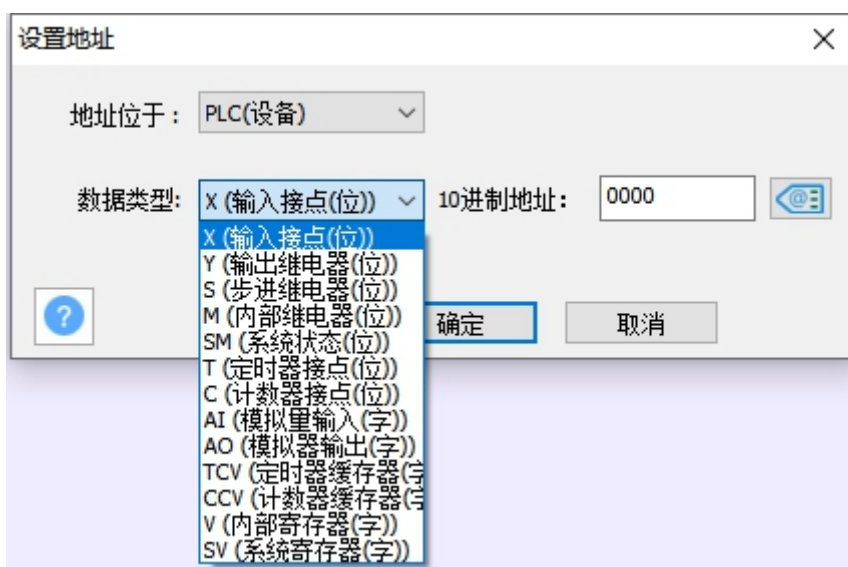 设置地址
地址位于： PLC(设备)
数据类型: X (输入接点(位)) 10进制地址： 0000
X (输入接点(位))
Y (输出继电器(位))
S (步进继电器(位))
M (内部继电器(位)) 确定 取消
SM (系统状态(位))
T (定时器接点(位))
C (计数器接点(位))
AI (模拟量输入(字))
AO (模拟器输出(字))
TCV (定时器缓存器(字
CCV (计数器缓存器(字
V (内部寄存器(字))
SV (系统寄存器(字))